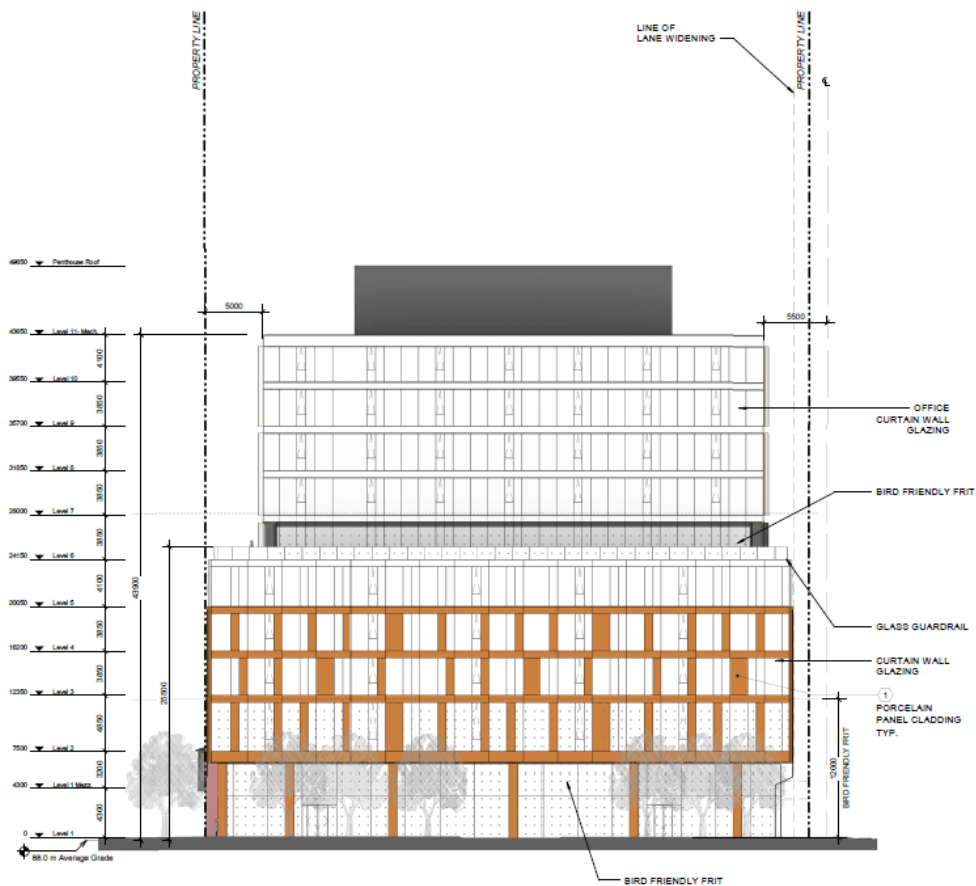 PROPERTY LINE
LINE OF
LANE WIDENING
PROPERTY LINE
℄
49650 Penthouse Roof
5000
5500
43650 Level 11- Mech.
4100
39550 Level 10
3850
35700 Level 9
3850
31850 Level 8
3850
28000 Level 7
3850
24150 Level 6
4100
20050 Level 5
3850
16200 Level 4
3850
12350 Level 3
4850
7500 Level 2
3200
4300 Level 1 Mezz.
4300
0 Level 1
88.0 m Average Grade
43900
25500
OFFICE
CURTAIN WALL
GLAZING
BIRD FRIENDLY FRIT
GLASS GUARDRAIL
CURTAIN WALL
GLAZING
1
PORCELAIN
PANEL CLADDING
TYP.
12000
BIRD FRIENDLY FRIT
BIRD FRIENDLY FRIT